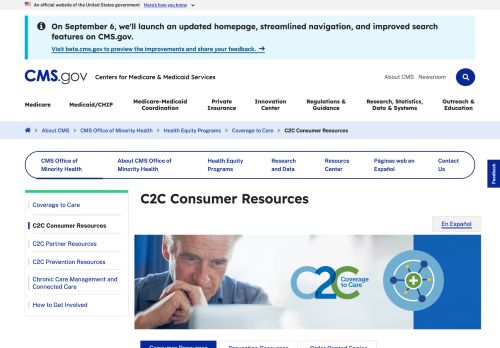 An official website of the United States government Here's how you know
On September 6, we'll launch an updated homepage, streamlined navigation, and improved search
features on CMS.gov.
Visit beta.cms.gov to preview the improvements and share your feedback.
CMS.gov Centers for Medicare & Medicaid Services
About CMS Newsroom
Medicare
Medicaid/CHIP
Medicare-Medicaid
Coordination
Private
Insurance
Innovation
Center
Regulations &
Guidance
Research, Statistics,
Data & Systems
Outreach &
Education
About CMS
CMS Office of Minority Health
Health Equity Programs
Coverage to Care
C2C Consumer Resources
Feedback
CMS Office of
Minority Health
About CMS Office of
Minority Health
Health Equity
Programs
Research
and Data
Resource
Center
Páginas web en
Español
Contact
Us
Coverage to Care
C2C Consumer Resources
C2C Partner Resources
C2C Prevention Resources
Chronic Care Management and
Connected Care
How to Get Involved
C2C Consumer Resources
En Español
C2C Coverage
to Care
Consumer Resources Prevention Resources Order Printed Copies